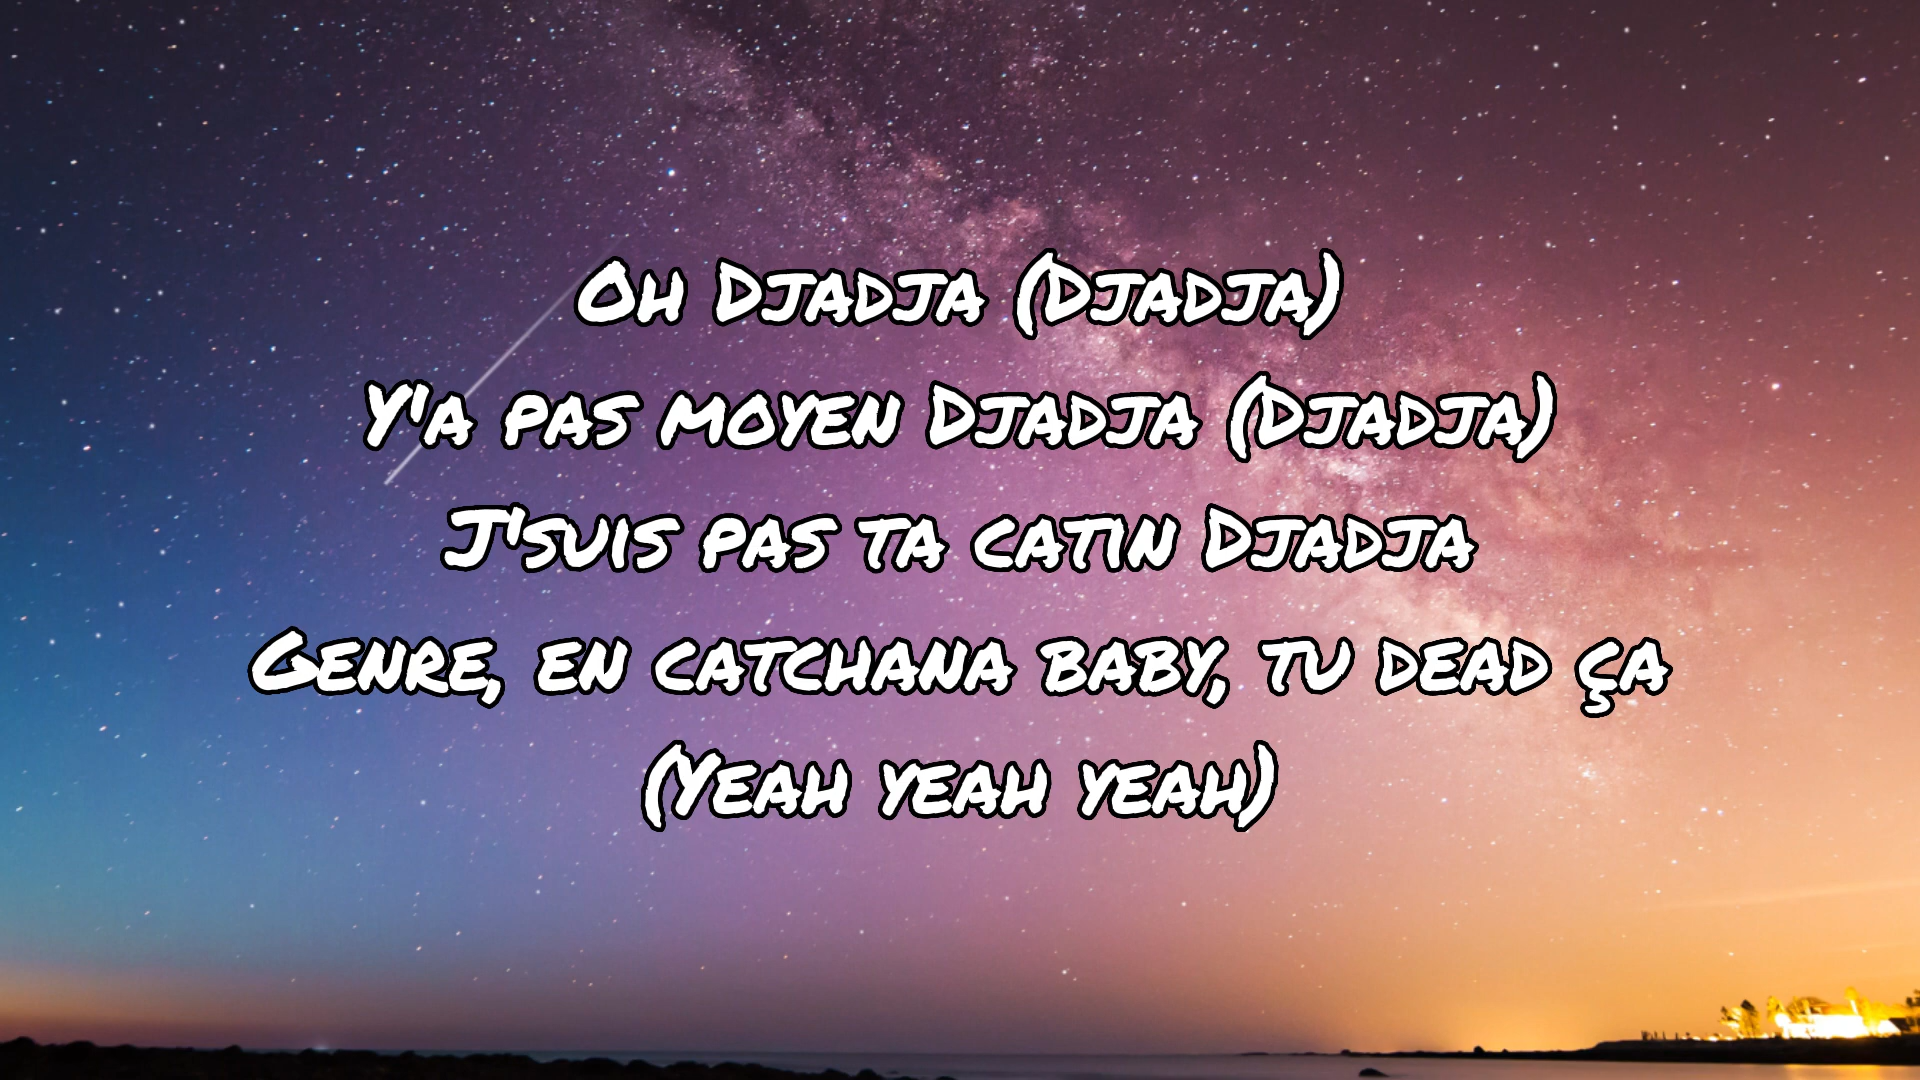 Oh Djadja (Djadja)
Y'a pas moyen Djadja (Djadja)
J'suis pas ta catin Djadja
Genre, en catchana baby, tu dead ça
(Yeah yeah yeah)